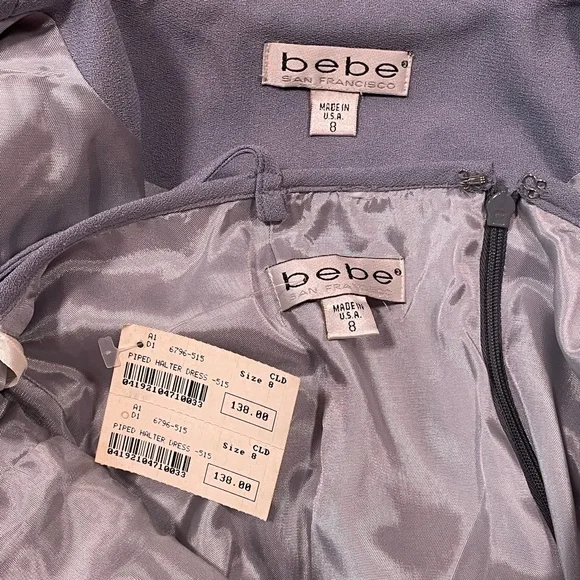 bebe
SAN FRANCISCO
MADE IN
U.S.A.
8
bebe
SAN FRANCISCO
MADE IN
U.S.A.
8
A1
D1 6796-515 CLD
PIPED HALTER DRESS -515 Size 8
04192104710033 138.00
A1
D1 6796-515 CLD
PIPED HALTER DRESS -515 Size 8
04192104710033 138.00